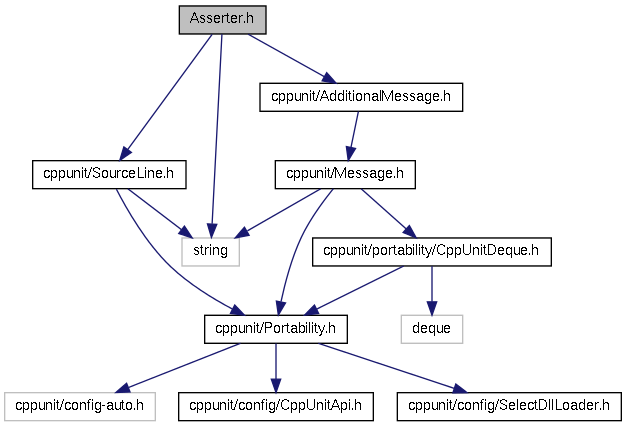 Asserter.h
cppunit/AdditionalMessage.h
cppunit/SourceLine.h
cppunit/Message.h
string
cppunit/portability/CppUnitDeque.h
cppunit/Portability.h
deque
cppunit/config-auto.h
cppunit/config/CppUnitApi.h
cppunit/config/SelectDllLoader.h